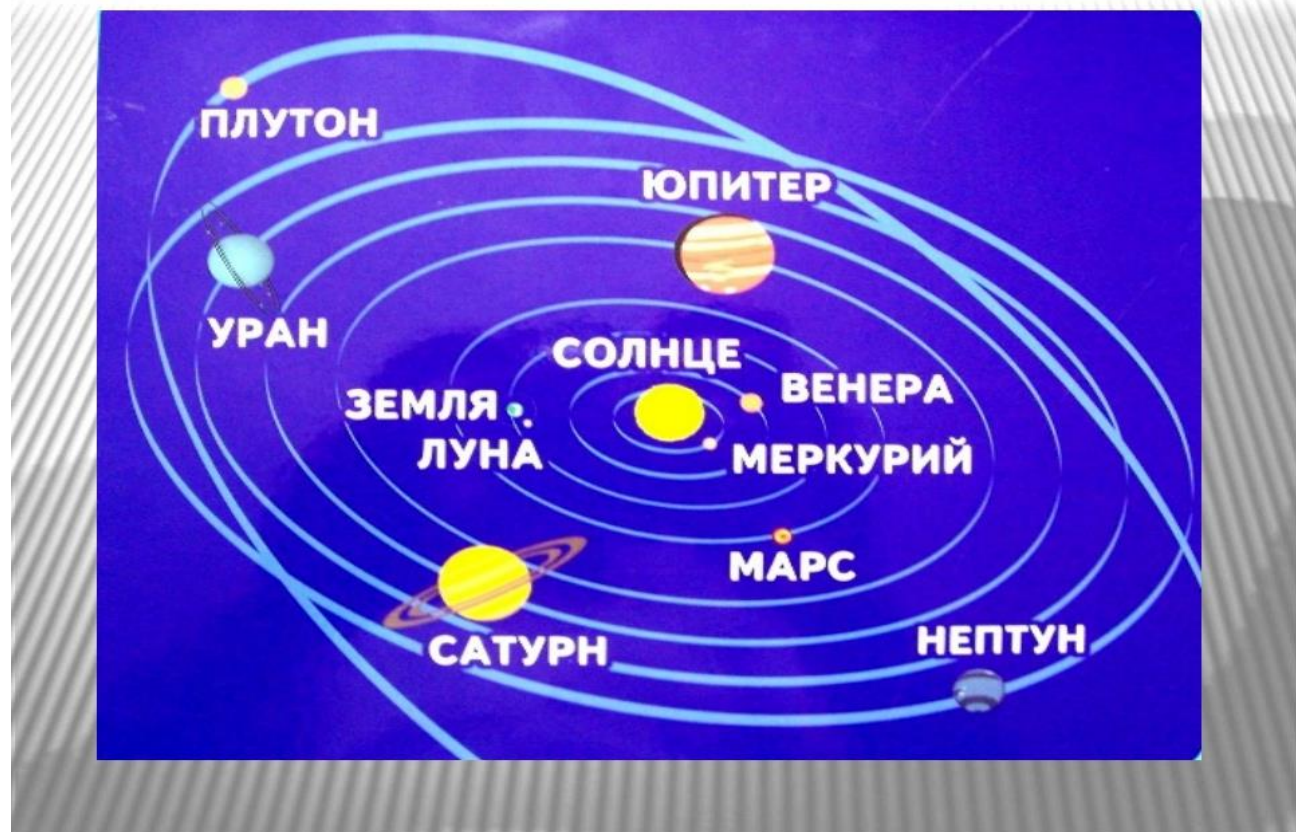 ПЛУТОН
ЮПИТЕР
УРАН
СОЛНЦЕ
ВЕНЕРА
ЗЕМЛЯ
ЛУНА
МЕРКУРИЙ
МАРС
САТУРН
НЕПТУН